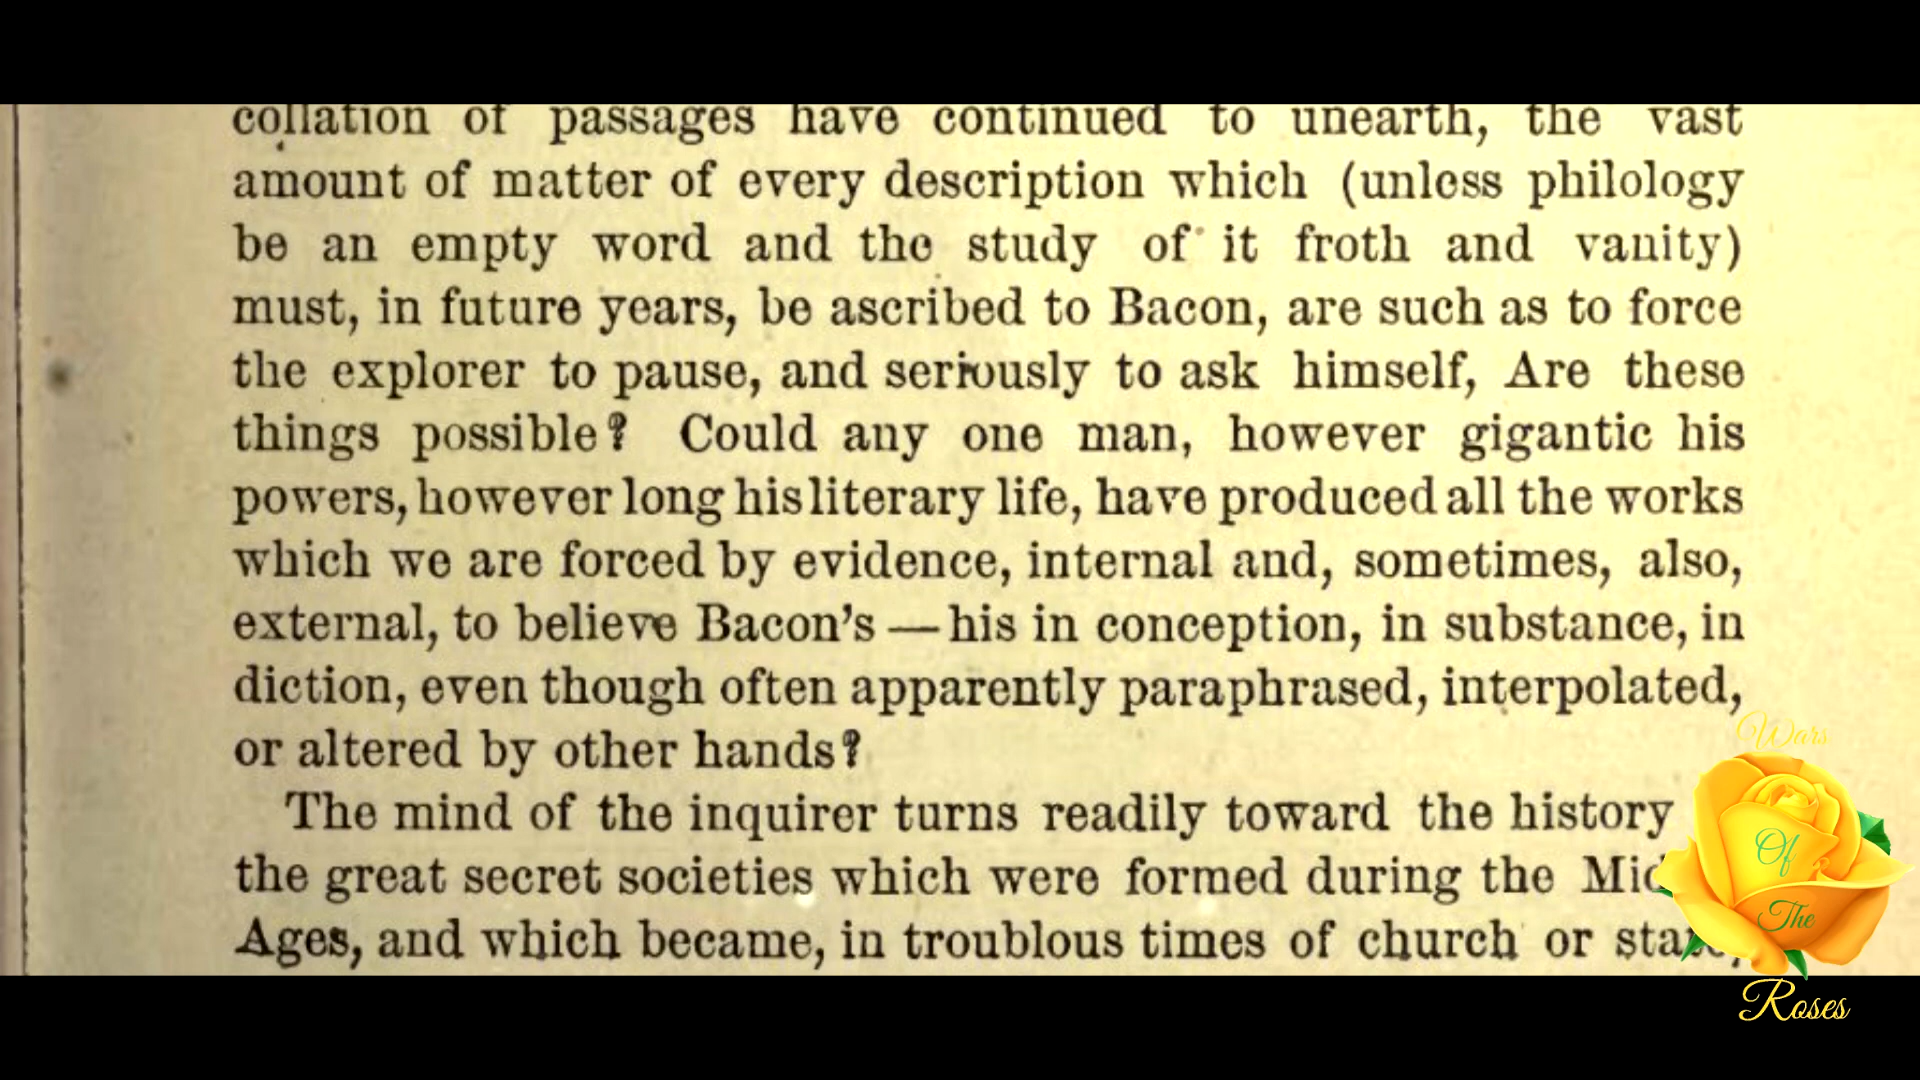 collation of passages have continued to unearth, the vast
amount of matter of every description which (unless philology
be an empty word and the study of it froth and vanity)
must, in future years, be ascribed to Bacon, are such as to force
the explorer to pause, and seriously to ask himself, Are these
things possible? Could any one man, however gigantic his
powers, however long his literary life, have produced all the works
which we are forced by evidence, internal and, sometimes, also,
external, to believe Bacon's — his in conception, in substance, in
diction, even though often apparently paraphrased, interpolated,
or altered by other hands?
The mind of the inquirer turns readily toward the history
the great secret societies which were formed during the
Ages, and which became, in troublous times of church or
Wars
Of
The
Roses